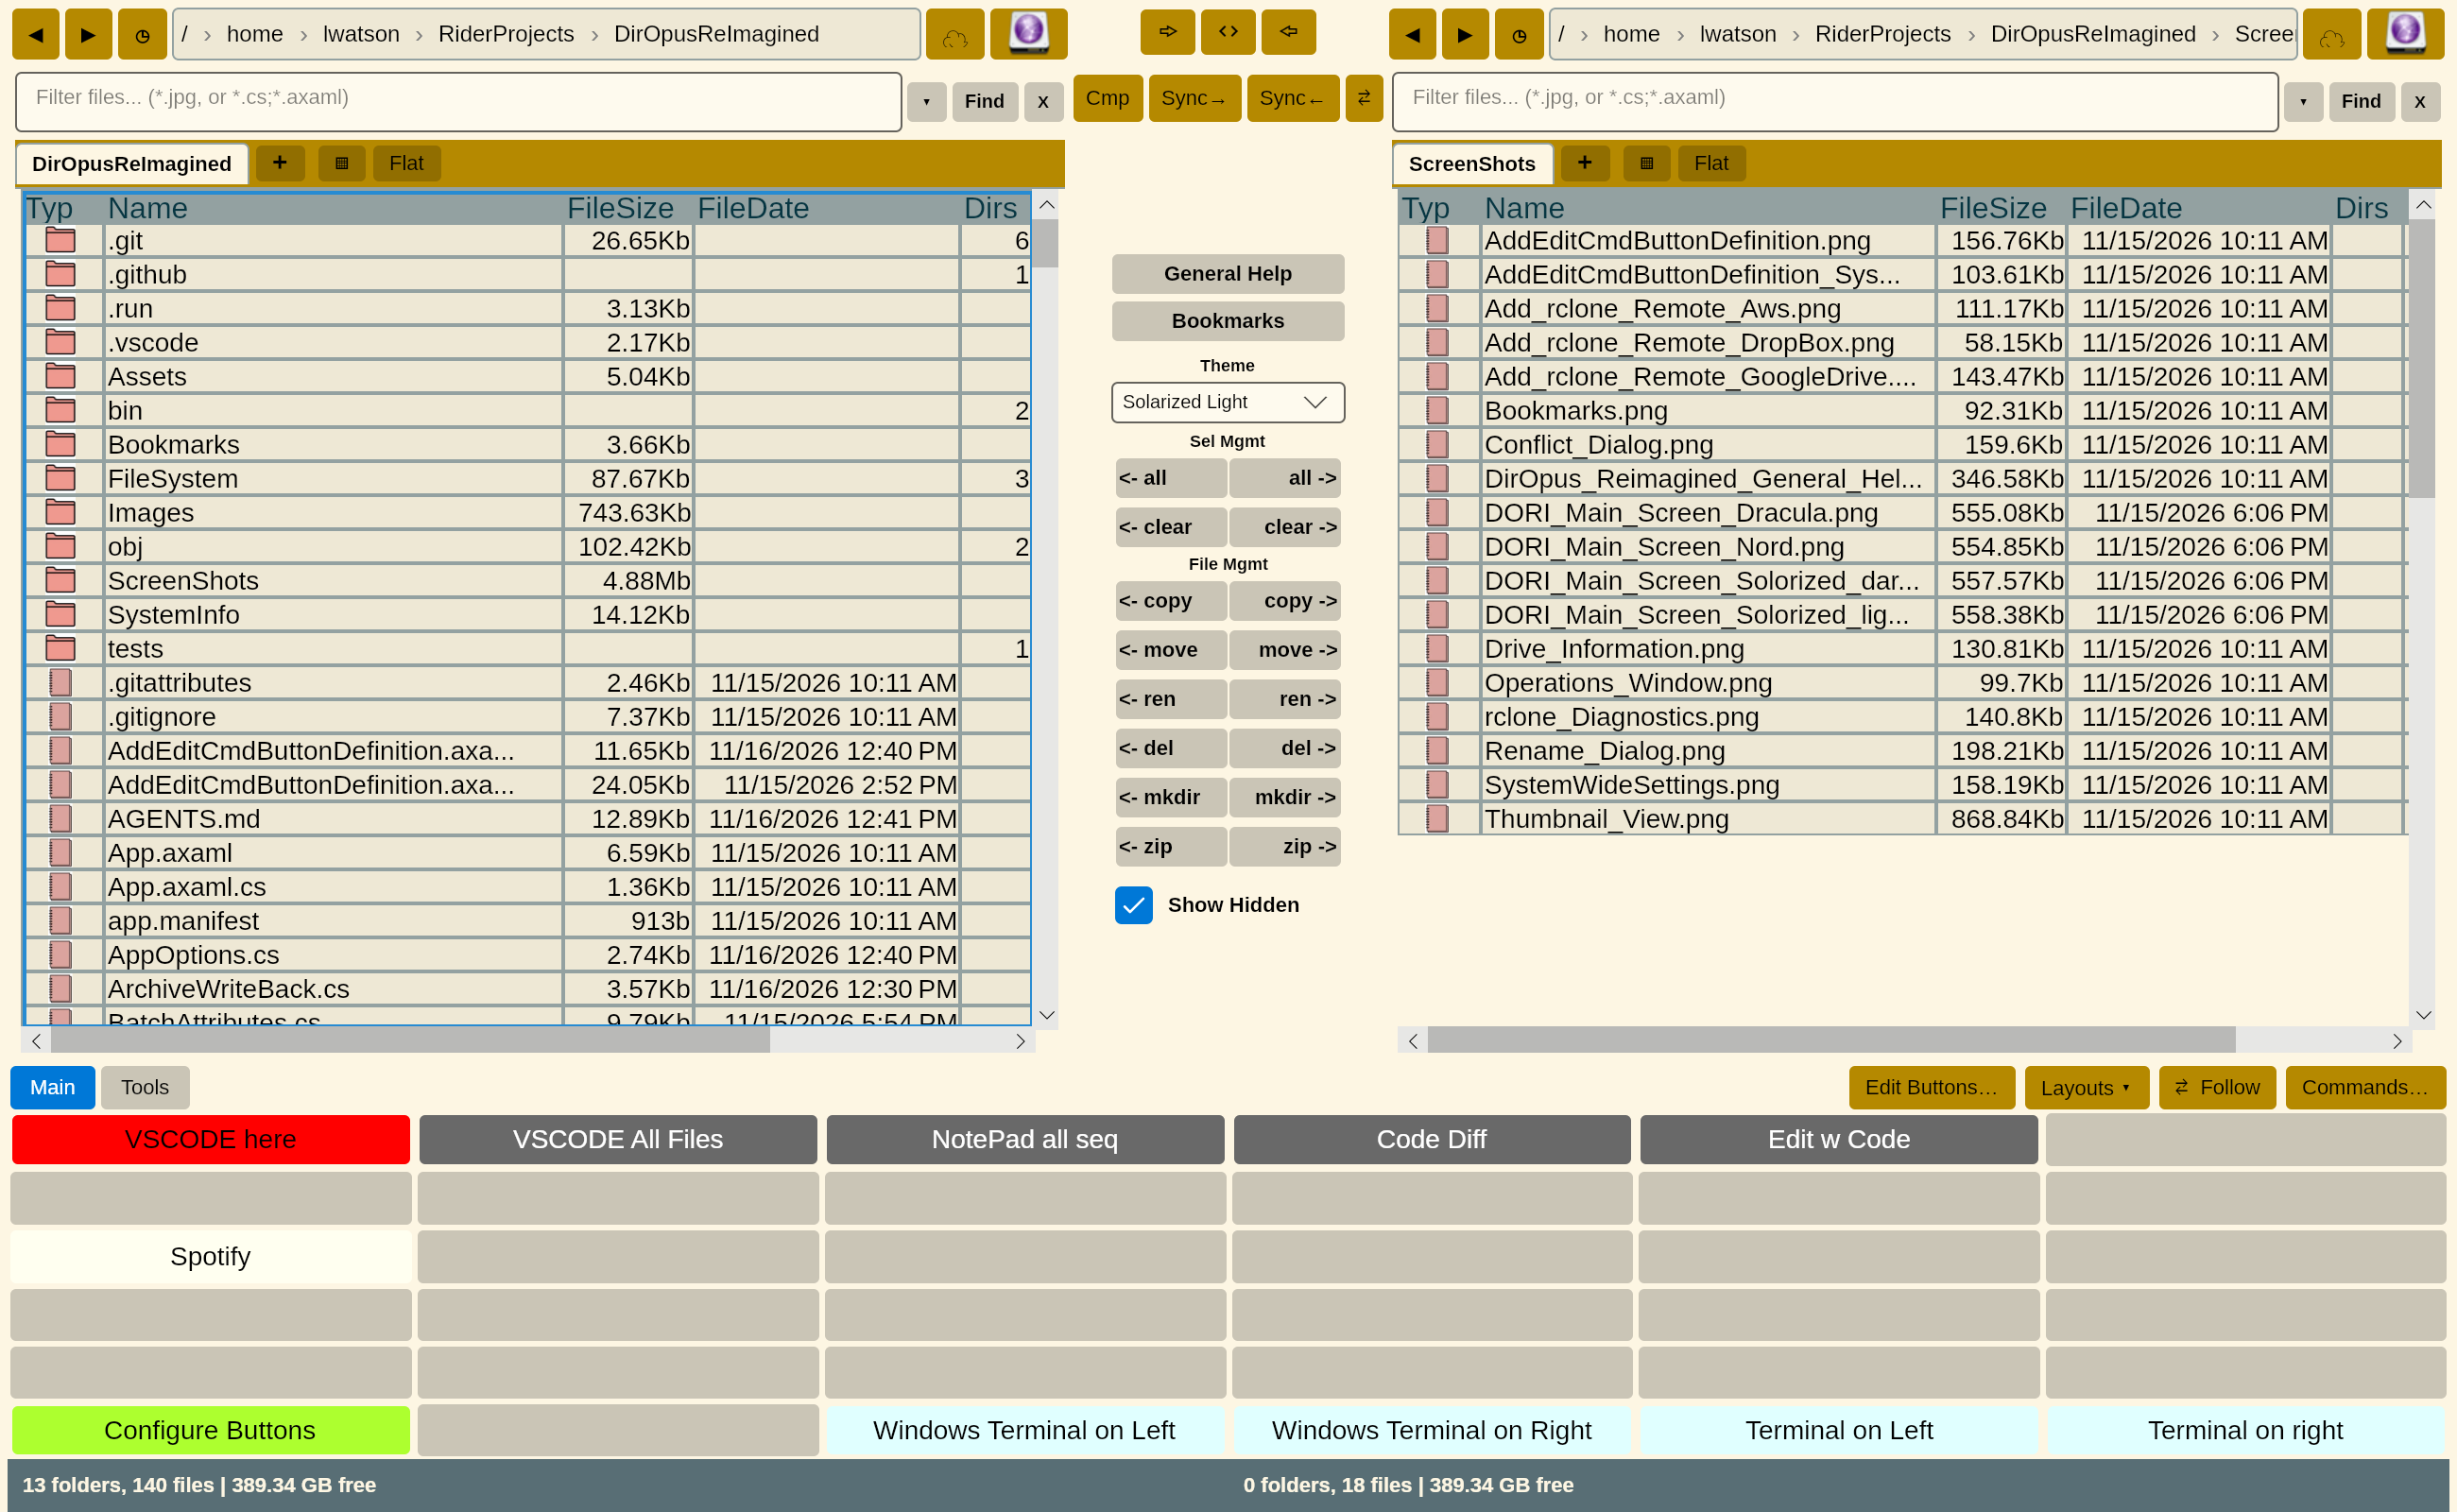 ◀ ▶ ◷ / › home › lwatson › RiderProjects › DirOpusReImagined
⇨ <> ⇦
◀ ▶ ◷ / › home › lwatson › RiderProjects › DirOpusReImagined › Scree
Filter files... (*.jpg, or *.cs;*.axaml) ▾ Find X
Cmp Sync→ Sync← ⇄
Filter files... (*.jpg, or *.cs;*.axaml) ▾ Find X
DirOpusReImagined + ▦ Flat
Typ Name FileSize FileDate Dirs
.git 26.65Kb 6
.github 1
.run 3.13Kb
.vscode 2.17Kb
Assets 5.04Kb
bin 2
Bookmarks 3.66Kb
FileSystem 87.67Kb 3
Images 743.63Kb
obj 102.42Kb 2
ScreenShots 4.88Mb
SystemInfo 14.12Kb
tests 1
.gitattributes 2.46Kb 11/15/2026 10:11 AM
.gitignore 7.37Kb 11/15/2026 10:11 AM
AddEditCmdButtonDefinition.axa... 11.65Kb 11/16/2026 12:40 PM
AddEditCmdButtonDefinition.axa... 24.05Kb 11/15/2026 2:52 PM
AGENTS.md 12.89Kb 11/16/2026 12:41 PM
App.axaml 6.59Kb 11/15/2026 10:11 AM
App.axaml.cs 1.36Kb 11/15/2026 10:11 AM
app.manifest 913b 11/15/2026 10:11 AM
AppOptions.cs 2.74Kb 11/16/2026 12:40 PM
ArchiveWriteBack.cs 3.57Kb 11/16/2026 12:30 PM
BatchAttributes.cs 9.79Kb 11/15/2026 5:54 PM
General Help
Bookmarks
Theme
Solarized Light
Sel Mgmt
<- all all ->
<- clear clear ->
File Mgmt
<- copy copy ->
<- move move ->
<- ren ren ->
<- del del ->
<- mkdir mkdir ->
<- zip zip ->
Show Hidden
ScreenShots + ▦ Flat
Typ Name FileSize FileDate Dirs
AddEditCmdButtonDefinition.png 156.76Kb 11/15/2026 10:11 AM
AddEditCmdButtonDefinition_Sys... 103.61Kb 11/15/2026 10:11 AM
Add_rclone_Remote_Aws.png 111.17Kb 11/15/2026 10:11 AM
Add_rclone_Remote_DropBox.png 58.15Kb 11/15/2026 10:11 AM
Add_rclone_Remote_GoogleDrive.... 143.47Kb 11/15/2026 10:11 AM
Bookmarks.png 92.31Kb 11/15/2026 10:11 AM
Conflict_Dialog.png 159.6Kb 11/15/2026 10:11 AM
DirOpus_Reimagined_General_Hel... 346.58Kb 11/15/2026 10:11 AM
DORI_Main_Screen_Dracula.png 555.08Kb 11/15/2026 6:06 PM
DORI_Main_Screen_Nord.png 554.85Kb 11/15/2026 6:06 PM
DORI_Main_Screen_Solorized_dar... 557.57Kb 11/15/2026 6:06 PM
DORI_Main_Screen_Solorized_lig... 558.38Kb 11/15/2026 6:06 PM
Drive_Information.png 130.81Kb 11/15/2026 10:11 AM
Operations_Window.png 99.7Kb 11/15/2026 10:11 AM
rclone_Diagnostics.png 140.8Kb 11/15/2026 10:11 AM
Rename_Dialog.png 198.21Kb 11/15/2026 10:11 AM
SystemWideSettings.png 158.19Kb 11/15/2026 10:11 AM
Thumbnail_View.png 868.84Kb 11/15/2026 10:11 AM
Main Tools
Edit Buttons… Layouts ▾ ⇄ Follow Commands…
VSCODE here VSCODE All Files NotePad all seq Code Diff Edit w Code
Spotify
Configure Buttons Windows Terminal on Left Windows Terminal on Right Terminal on Left Terminal on right
13 folders, 140 files | 389.34 GB free
0 folders, 18 files | 389.34 GB free